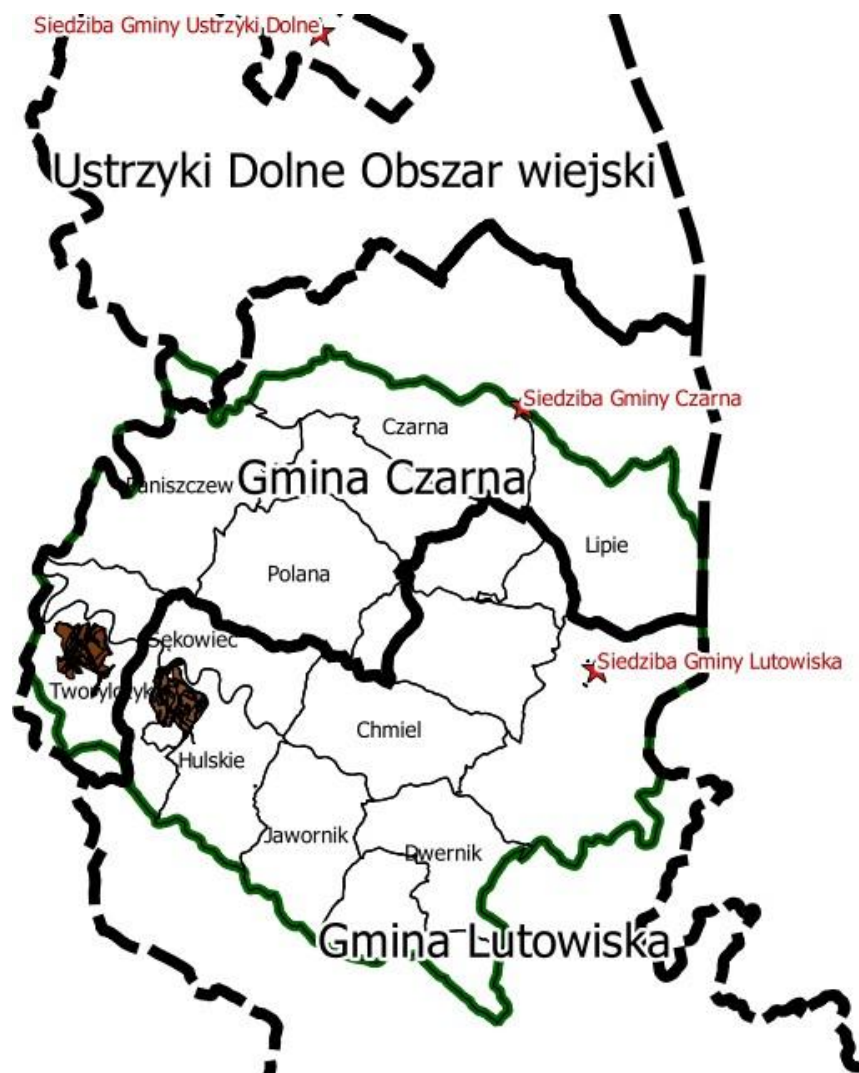 Siedziba Gminy Ustrzyki Dolne
Ustrzyki Dolne Obszar wiejski
Siedziba Gminy Czarna
Czarna
Paniszczew
Gmina Czarna
Lipie
Polana
Sękowiec
Siedziba Gminy Lutowiska
Chmiel
Hulskie
Jawornik
Dwernik
Gmina Lutowiska